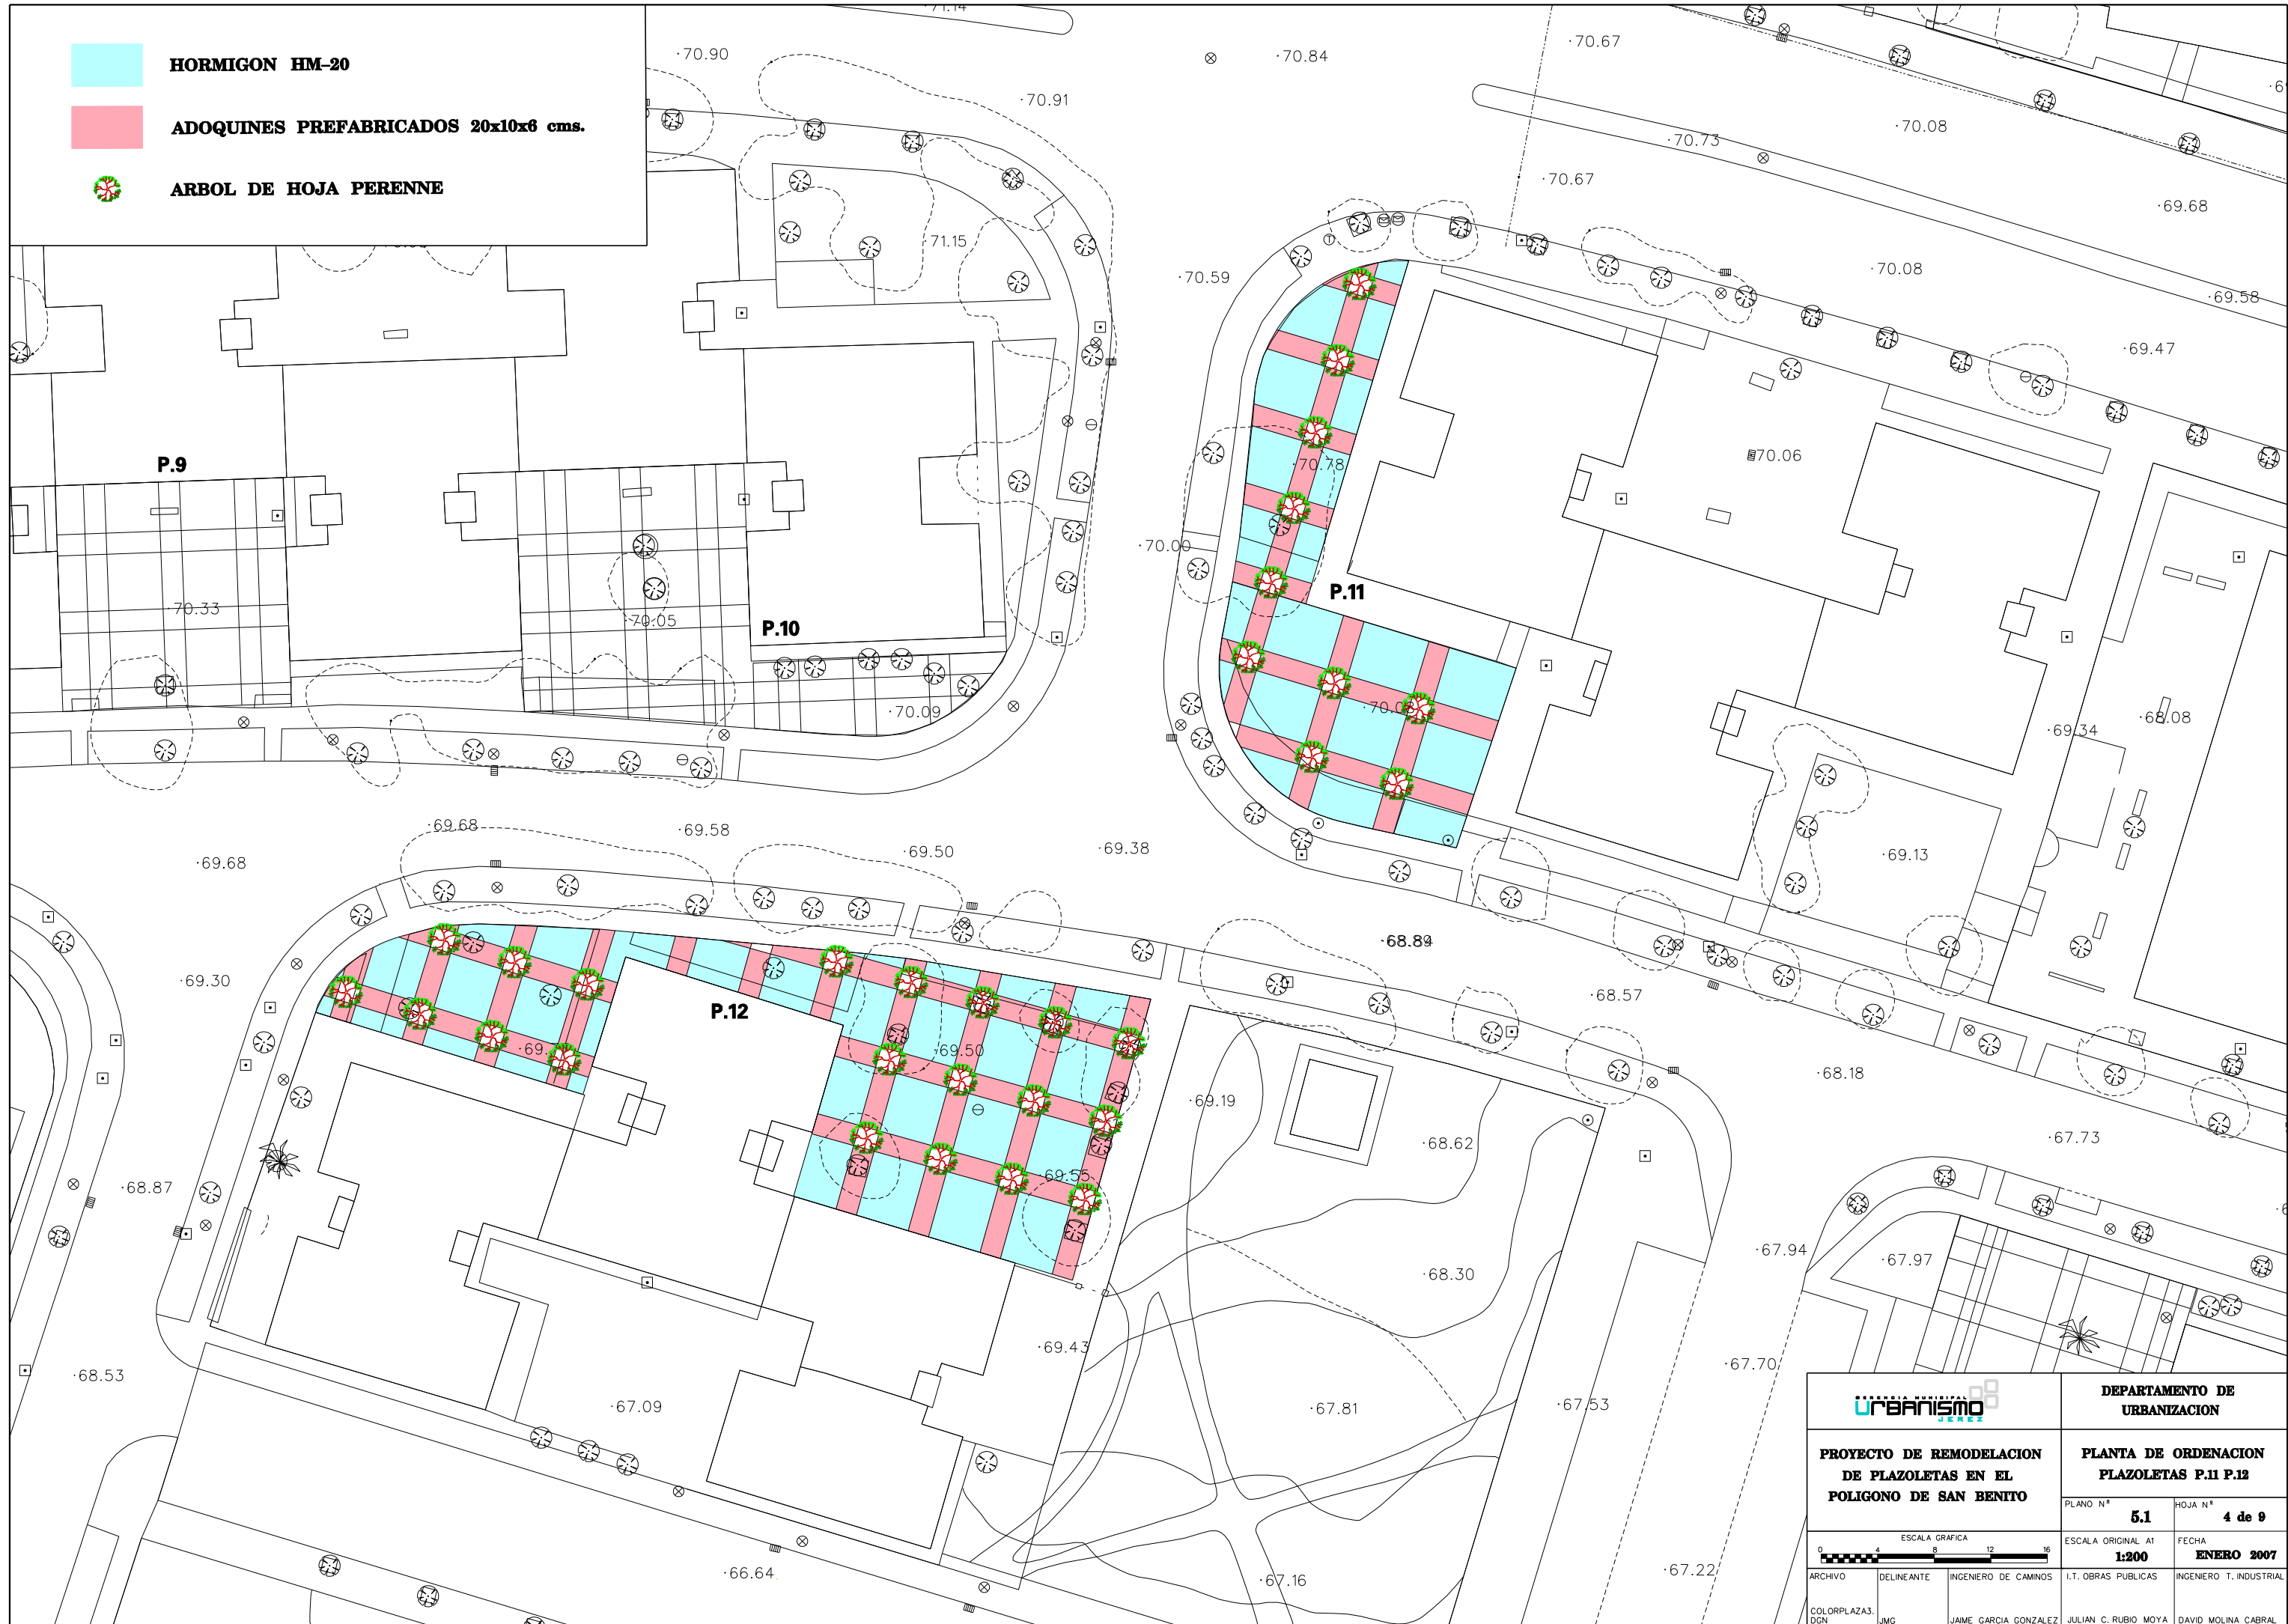 HORMIGON HM-20
ADOQUINES PREFABRICADOS 20x10x6 cms.
ARBOL DE HOJA PERENNE
71.14
·70.90
·70.84
·70.67
·70.91
·70.73
·70.08
·70.67
·69.68
·71.15
·70.59
·70.08
·69.58
·69.47
P.9
·70.78
·70.06
·70.00
P.11
·70.33
·70.05
P.10
·70.09
·69.34
·68.08
·69.68
·69.58
·69.50
·69.38
·69.13
·69.68
·68.57
·69.30
P.12
·69.50
·68.18
·69.19
·68.62
·67.73
·68.87
·69.55
·67.94
·67.97
·68.30
·69.43
·67.70
·68.53
·67.09
·67.81
·67.53
·66.64
·67.16
·67.22
GERENCIA MUNICIPAL
URBANISMO
JEREZ
DEPARTAMENTO DE
URBANIZACION
PROYECTO DE REMODELACION
DE PLAZOLETAS EN EL
POLIGONO DE SAN BENITO
PLANTA DE ORDENACION
PLAZOLETAS P.11 P.12
PLANO Nº
5.1
HOJA Nº
4 de 9
ESCALA GRAFICA
0 4 8 12 16
ESCALA ORIGINAL A1
1:200
FECHA
ENERO 2007
ARCHIVO
COLORPLAZA3.
DGN
DELINEANTE
JMG
INGENIERO DE CAMINOS
JAIME GARCIA GONZALEZ
I.T. OBRAS PUBLICAS
JULIAN C. RUBIO MOYA
INGENIERO T. INDUSTRIAL
DAVID MOLINA CABRAL